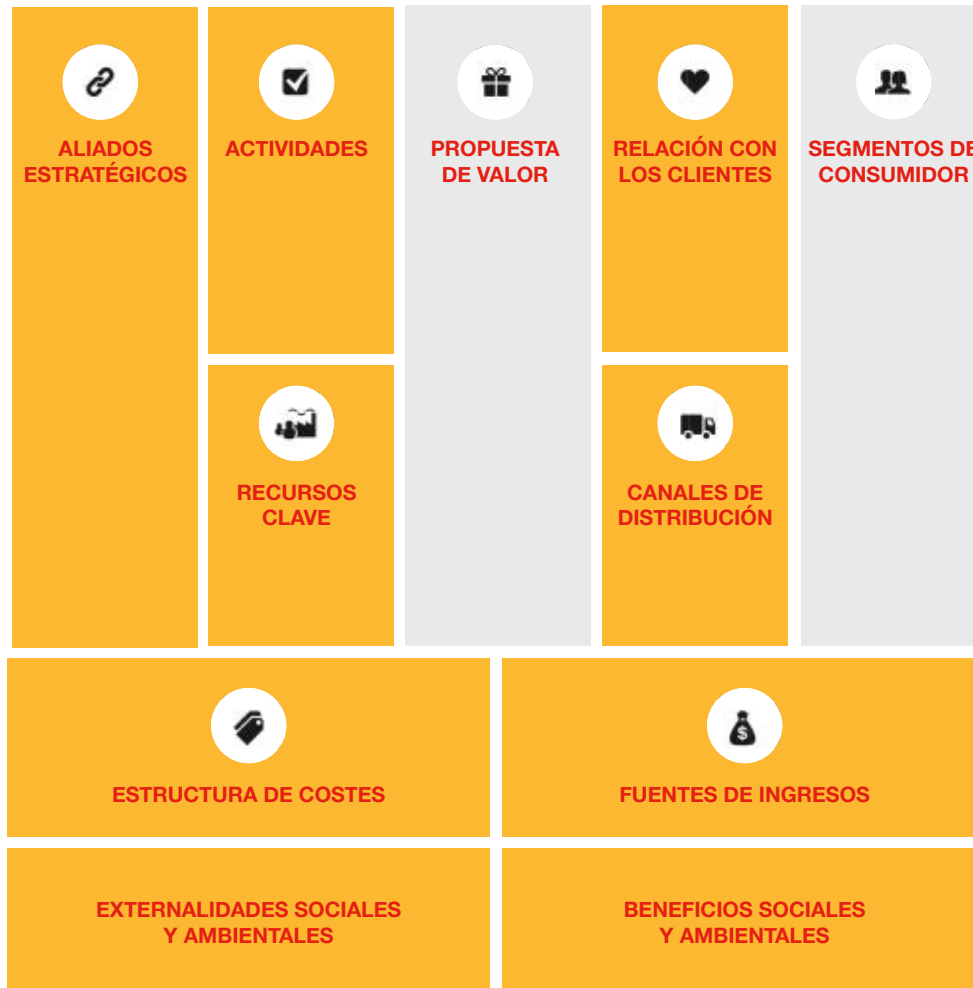 ALIADOS
ESTRATÉGICOS
ACTIVIDADES
PROPUESTA
DE VALOR
RELACIÓN CON
LOS CLIENTES
SEGMENTOS DE
CONSUMIDOR
RECURSOS
CLAVE
CANALES DE
DISTRIBUCIÓN
$
ESTRUCTURA DE COSTES
FUENTES DE INGRESOS
EXTERNALIDADES SOCIALES
Y AMBIENTALES
BENEFICIOS SOCIALES
Y AMBIENTALES